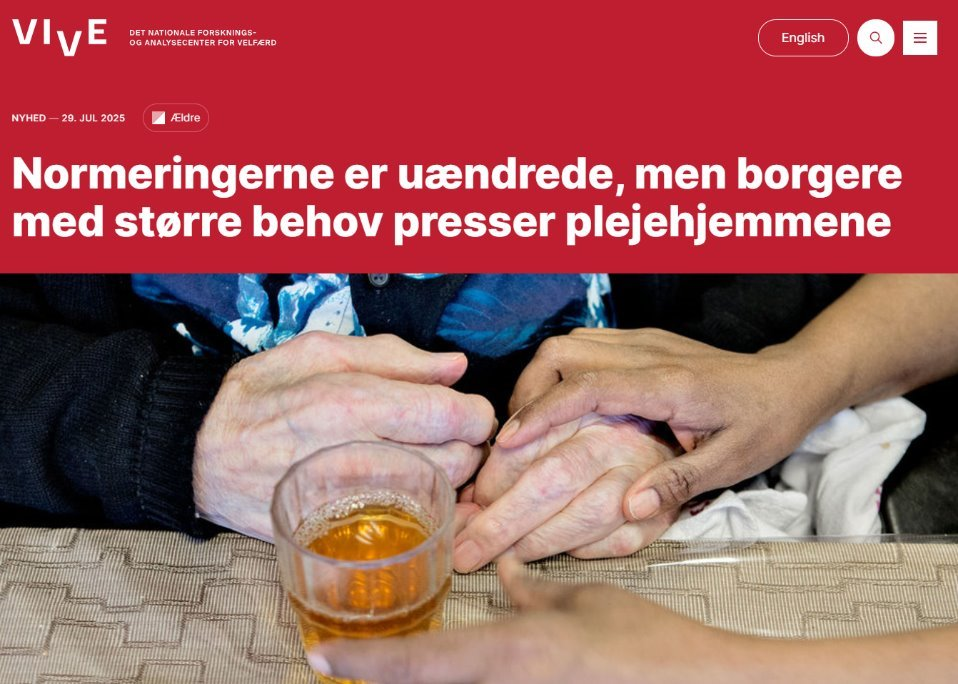 VIVE
DET NATIONALE FORSKNINGS-
OG ANALYSECENTER FOR VELFÆRD
English
NYHED — 29. JUL 2025
Ældre
Normeringerne er uændrede, men borgere
med større behov presser plejehjemmene